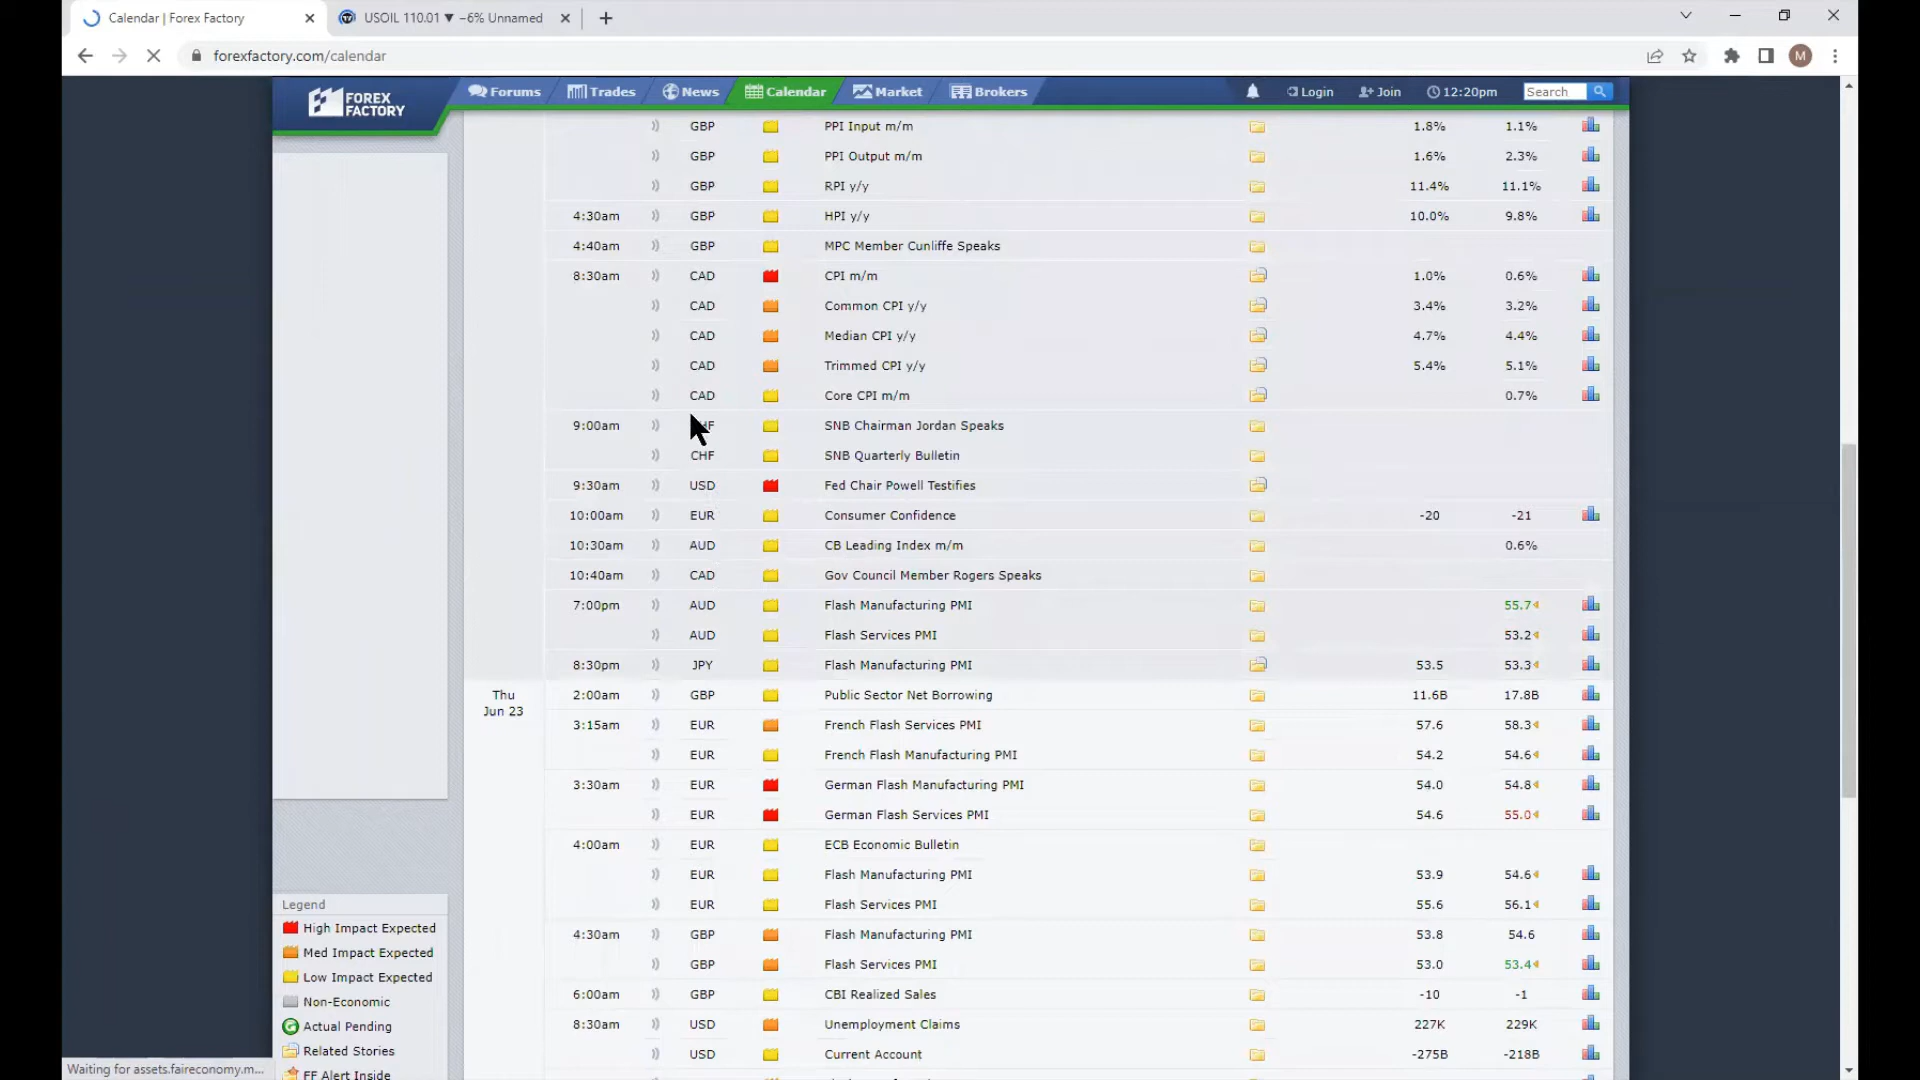 Calendar | Forex Factory
USOIL 110.01 ▼ −6% Unnamed
forexfactory.com/calendar
M
FOREX FACTORY
Forums Trades News Calendar Market Brokers Login Join 12:20pm Search
GBP PPI Input m/m 1.8% 1.1%
GBP PPI Output m/m 1.6% 2.3%
GBP RPI y/y 11.4% 11.1%
4:30am GBP HPI y/y 10.0% 9.8%
4:40am GBP MPC Member Cunliffe Speaks
8:30am CAD CPI m/m 1.0% 0.6%
CAD Common CPI y/y 3.4% 3.2%
CAD Median CPI y/y 4.7% 4.4%
CAD Trimmed CPI y/y 5.4% 5.1%
CAD Core CPI m/m 0.7%
9:00am SNB Chairman Jordan Speaks
CHF SNB Quarterly Bulletin
9:30am USD Fed Chair Powell Testifies
10:00am EUR Consumer Confidence -20 -21
10:30am AUD CB Leading Index m/m 0.6%
10:40am CAD Gov Council Member Rogers Speaks
7:00pm AUD Flash Manufacturing PMI 55.7
AUD Flash Services PMI 53.2
8:30pm JPY Flash Manufacturing PMI 53.5 53.3
Thu Jun 23 2:00am GBP Public Sector Net Borrowing 11.6B 17.8B
3:15am EUR French Flash Services PMI 57.6 58.3
EUR French Flash Manufacturing PMI 54.2 54.6
3:30am EUR German Flash Manufacturing PMI 54.0 54.8
EUR German Flash Services PMI 54.6 55.0
4:00am EUR ECB Economic Bulletin
EUR Flash Manufacturing PMI 53.9 54.6
EUR Flash Services PMI 55.6 56.1
4:30am GBP Flash Manufacturing PMI 53.8 54.6
GBP Flash Services PMI 53.0 53.4
6:00am GBP CBI Realized Sales -10 -1
8:30am USD Unemployment Claims 227K 229K
USD Current Account -275B -218B
Legend
High Impact Expected
Med Impact Expected
Low Impact Expected
Non-Economic
Actual Pending
Related Stories
FF Alert Inside
Waiting for assets.faireconomy.m...